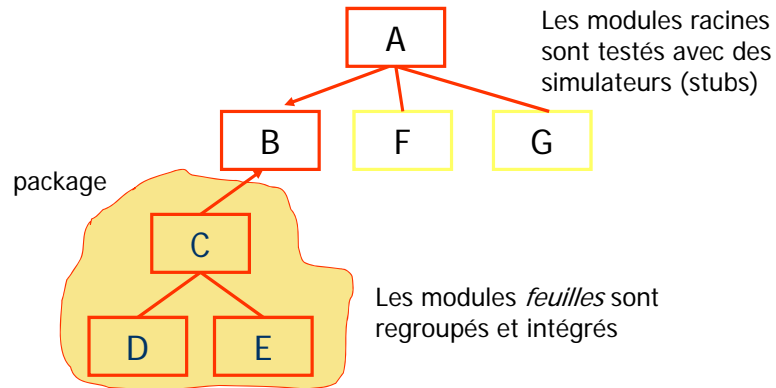 A
Les modules racines
sont testés avec des
simulateurs (stubs)
B
F
G
package
C
D
E
Les modules feuilles sont
regroupés et intégrés